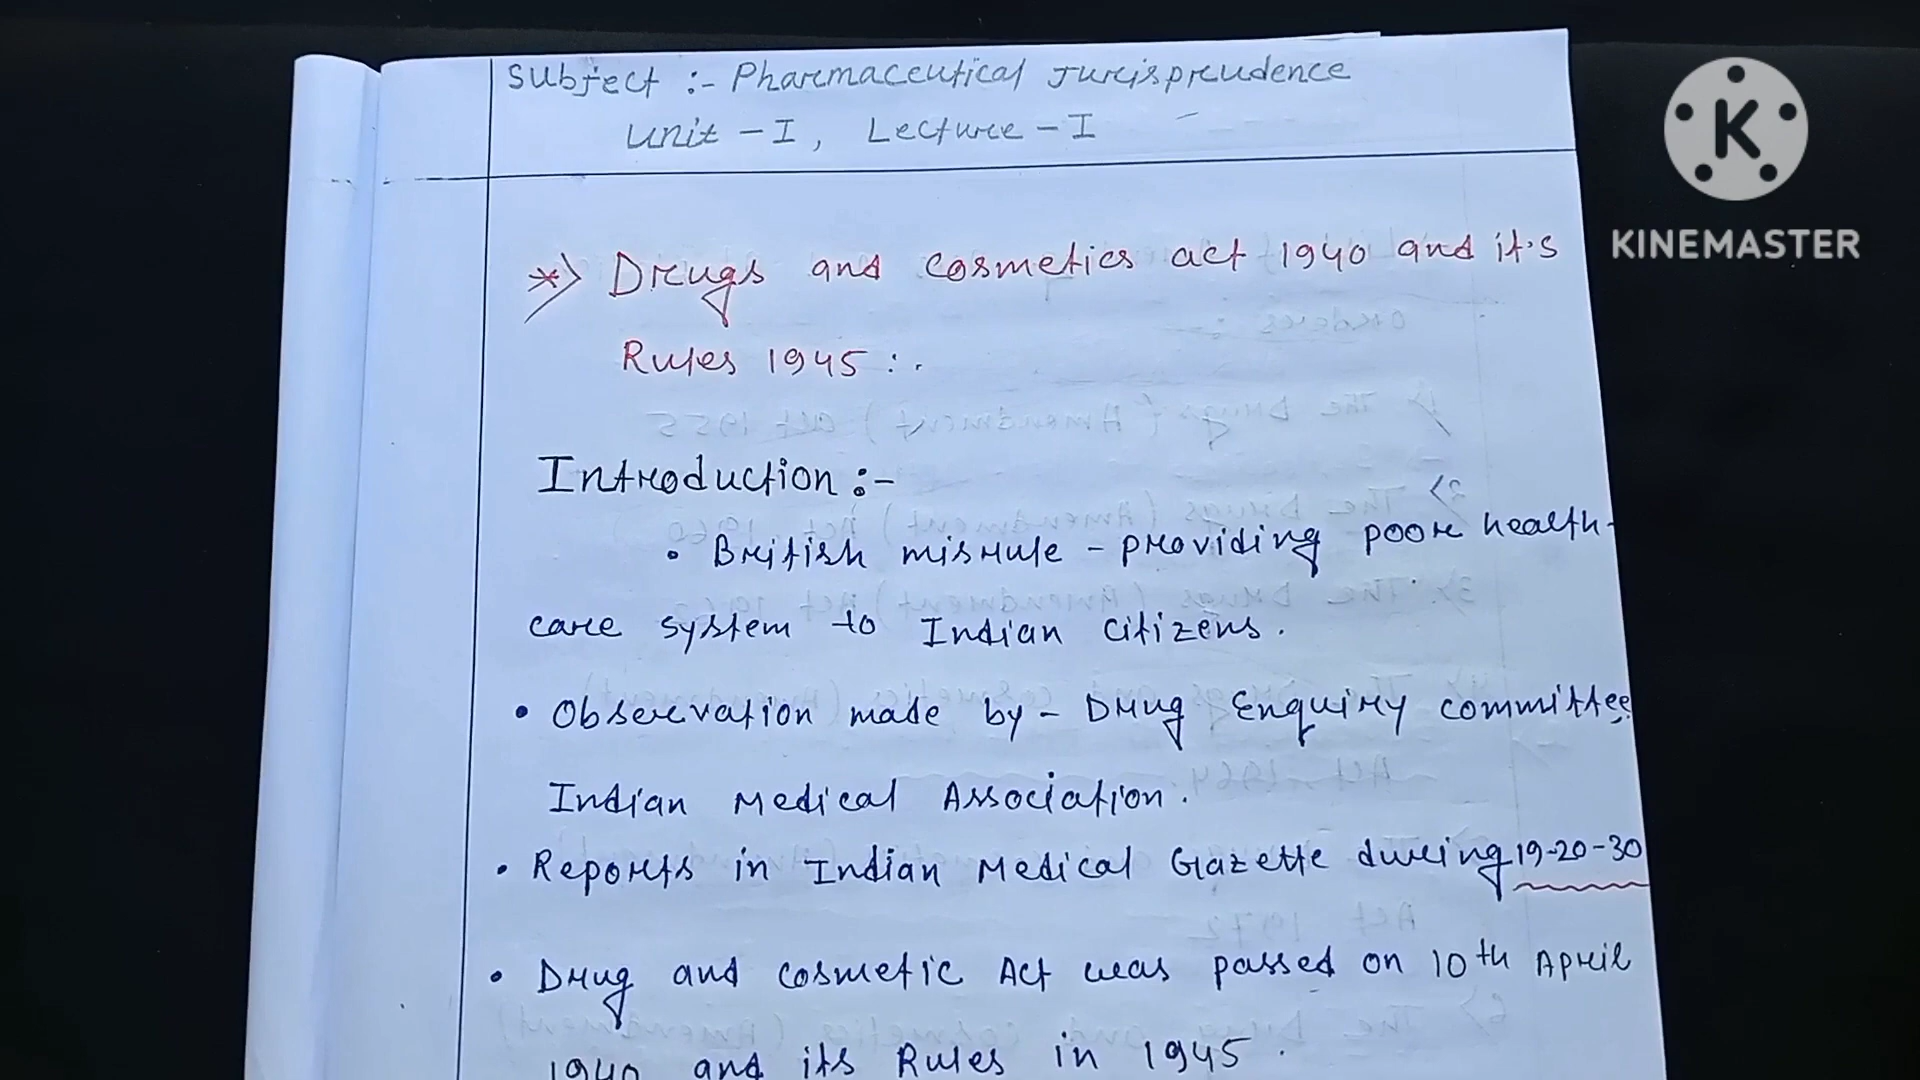 Subject :- Pharmaceutical Jurisprudence
Unit - I, Lecture - I
*> Drugs and cosmetics act 1940 and it's
Rules 1945 :.
Introduction :-
• British misrule - providing poor health-
care system to Indian citizens.
• Observation made by - Drug Enquiry committee
Indian Medical Association.
• Reports in Indian Medical Gazette during 19-20-30
• Drug and cosmetic Act was passed on 10th April
1940 and its Rules in 1945.
K
KINEMASTER